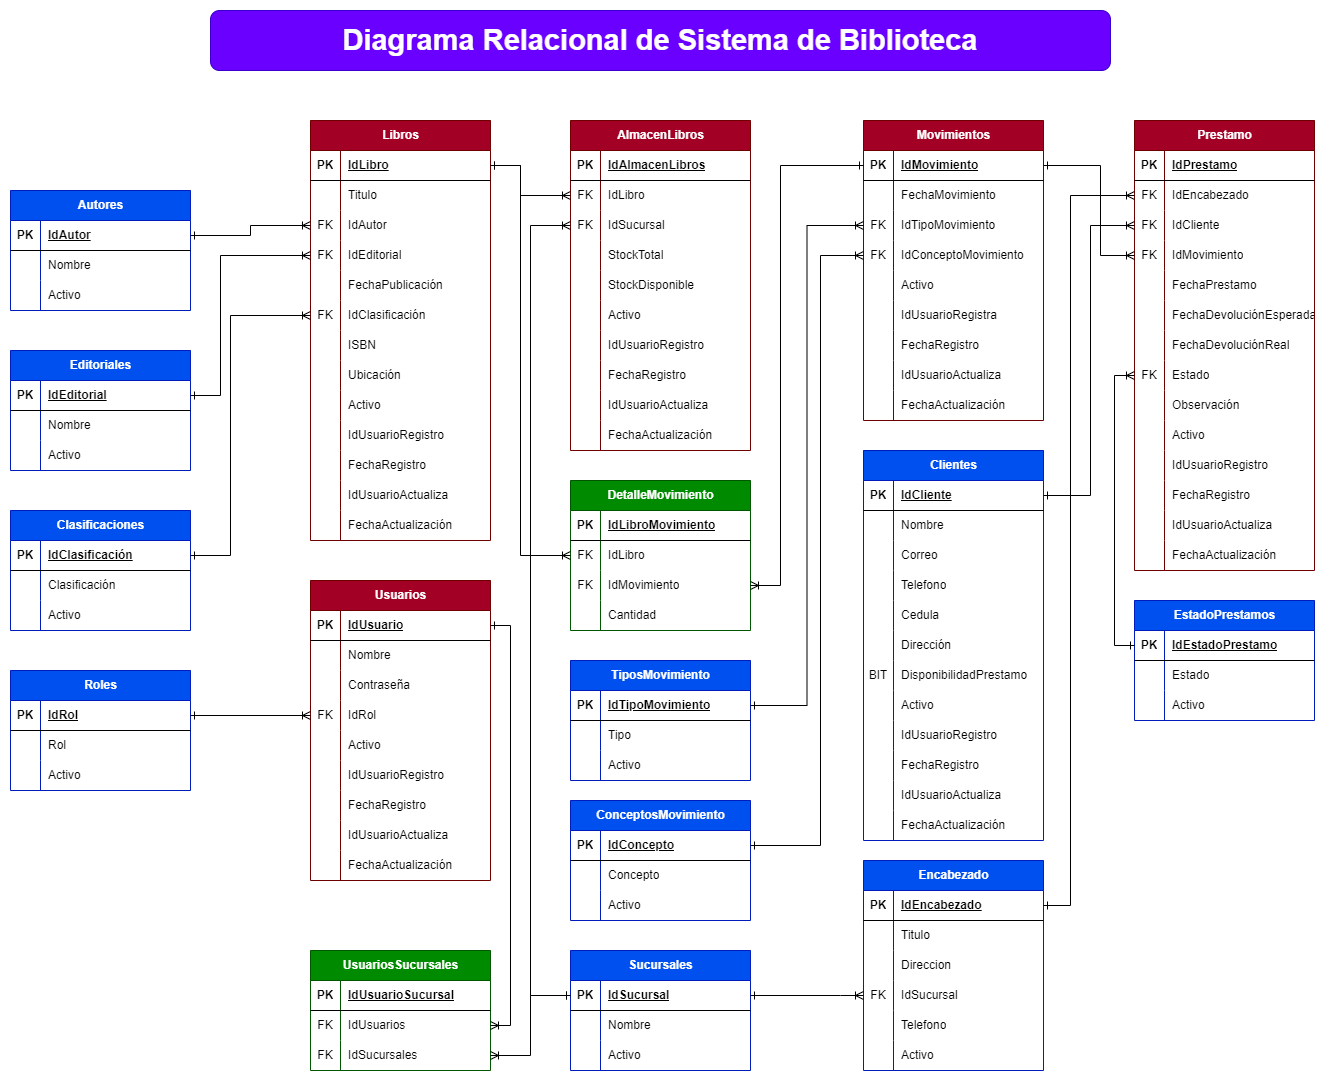 Diagrama Relacional de Sistema de Biblioteca
Autores
PK IdAutor
Nombre
Activo
Editoriales
PK IdEditorial
Nombre
Activo
Clasificaciones
PK IdClasificación
Clasificación
Activo
Roles
PK IdRol
Rol
Activo
Libros
PK IdLibro
Titulo
FK IdAutor
FK IdEditorial
FechaPublicación
FK IdClasificación
ISBN
Ubicación
Activo
IdUsuarioRegistro
FechaRegistro
IdUsuarioActualiza
FechaActualización
Usuarios
PK IdUsuario
Nombre
Contraseña
FK IdRol
Activo
IdUsuarioRegistro
FechaRegistro
IdUsuarioActualiza
FechaActualización
UsuariosSucursales
PK IdUsuarioSucursal
FK IdUsuarios
FK IdSucursales
AlmacenLibros
PK IdAlmacenLibros
FK IdLibro
FK IdSucursal
StockTotal
StockDisponible
Activo
IdUsuarioRegistro
FechaRegistro
IdUsuarioActualiza
FechaActualización
DetalleMovimiento
PK IdLibroMovimiento
FK IdLibro
FK IdMovimiento
Cantidad
TiposMovimiento
PK IdTipoMovimiento
Tipo
Activo
ConceptosMovimiento
PK IdConcepto
Concepto
Activo
Sucursales
PK IdSucursal
Nombre
Activo
Movimientos
PK IdMovimiento
FechaMovimiento
FK IdTipoMovimiento
FK IdConceptoMovimiento
Activo
IdUsuarioRegistra
FechaRegistro
IdUsuarioActualiza
FechaActualización
Clientes
PK IdCliente
Nombre
Correo
Telefono
Cedula
Dirección
BIT DisponibilidadPrestamo
Activo
IdUsuarioRegistro
FechaRegistro
IdUsuarioActualiza
FechaActualización
Encabezado
PK IdEncabezado
Titulo
Direccion
FK IdSucursal
Telefono
Activo
Prestamo
PK IdPrestamo
FK IdEncabezado
FK IdCliente
FK IdMovimiento
FechaPrestamo
FechaDevoluciónEsperada
FechaDevoluciónReal
FK Estado
Observación
Activo
IdUsuarioRegistro
FechaRegistro
IdUsuarioActualiza
FechaActualización
EstadoPrestamos
PK IdEstadoPrestamo
Estado
Activo